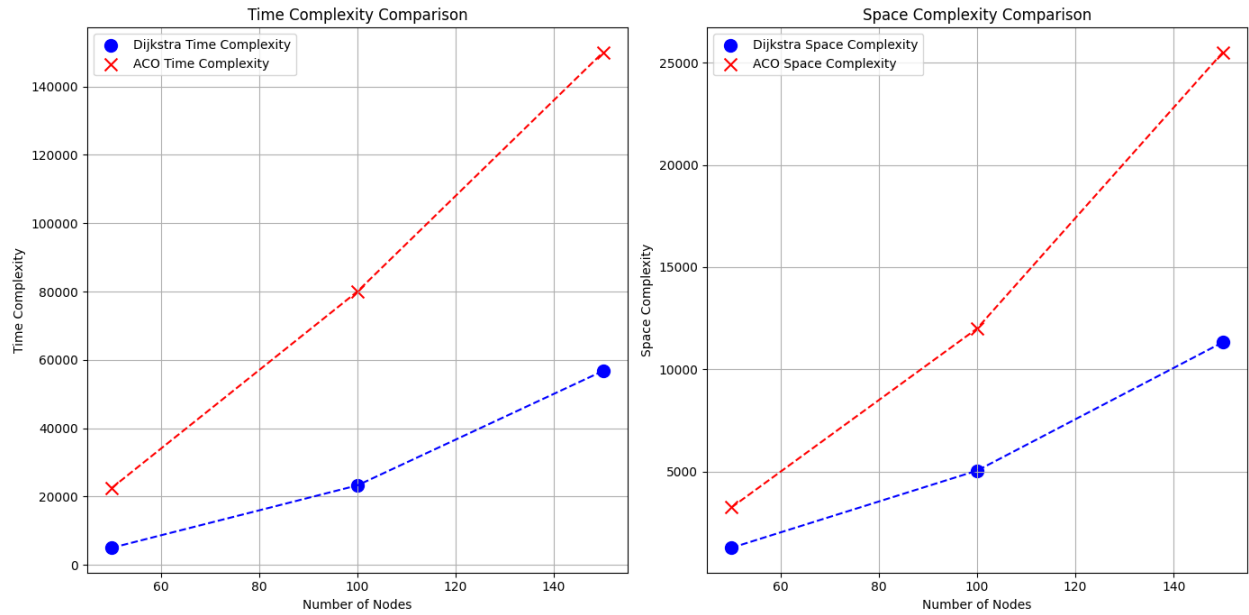 Time Complexity Comparison
Dijkstra Time Complexity
ACO Time Complexity
140000
120000
100000
80000
60000
40000
20000
0
60
80
100
120
140
Time Complexity
Number of Nodes
Space Complexity Comparison
Dijkstra Space Complexity
ACO Space Complexity
25000
20000
15000
10000
5000
60
80
100
120
140
Space Complexity
Number of Nodes